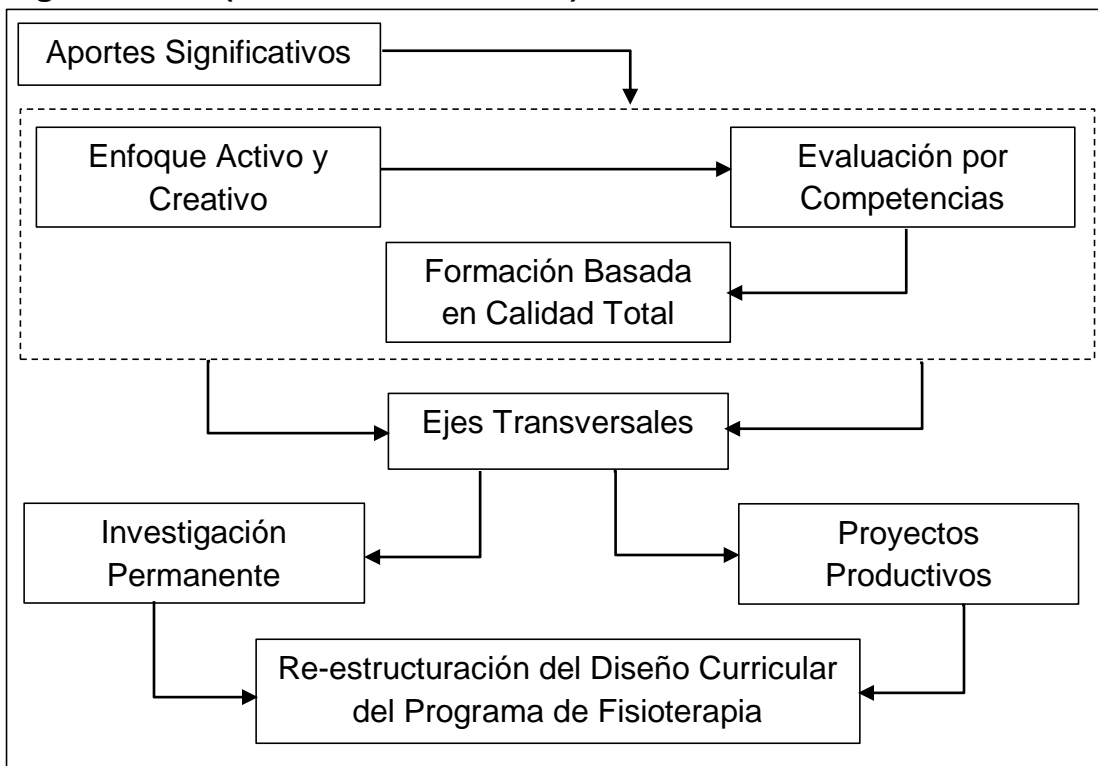 Aportes Significativos
Enfoque Activo y
Creativo
Evaluación por
Competencias
Formación Basada
en Calidad Total
Ejes Transversales
Investigación
Permanente
Proyectos
Productivos
Re-estructuración del Diseño Curricular
del Programa de Fisioterapia